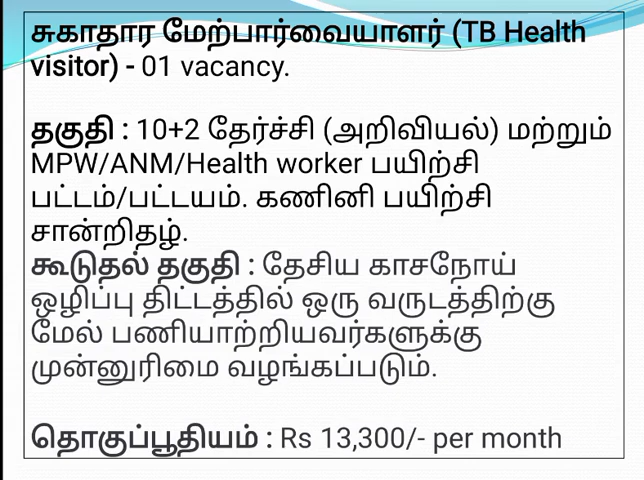 சுகாதார மேற்பார்வையாளர் (TB Health
visitor) - 01 vacancy.
தகுதி : 10+2 தேர்ச்சி (அறிவியல்) மற்றும்
MPW/ANM/Health worker பயிற்சி
பட்டம்/பட்டயம். கணினி பயிற்சி
சான்றிதழ்.
கூடுதல் தகுதி : தேசிய காசநோய்
ஒழிப்பு திட்டத்தில் ஒரு வருடத்திற்கு
மேல் பணியாற்றியவர்களுக்கு
முன்னுரிமை வழங்கப்படும்.
தொகுப்பூதியம் : Rs 13,300/- per month